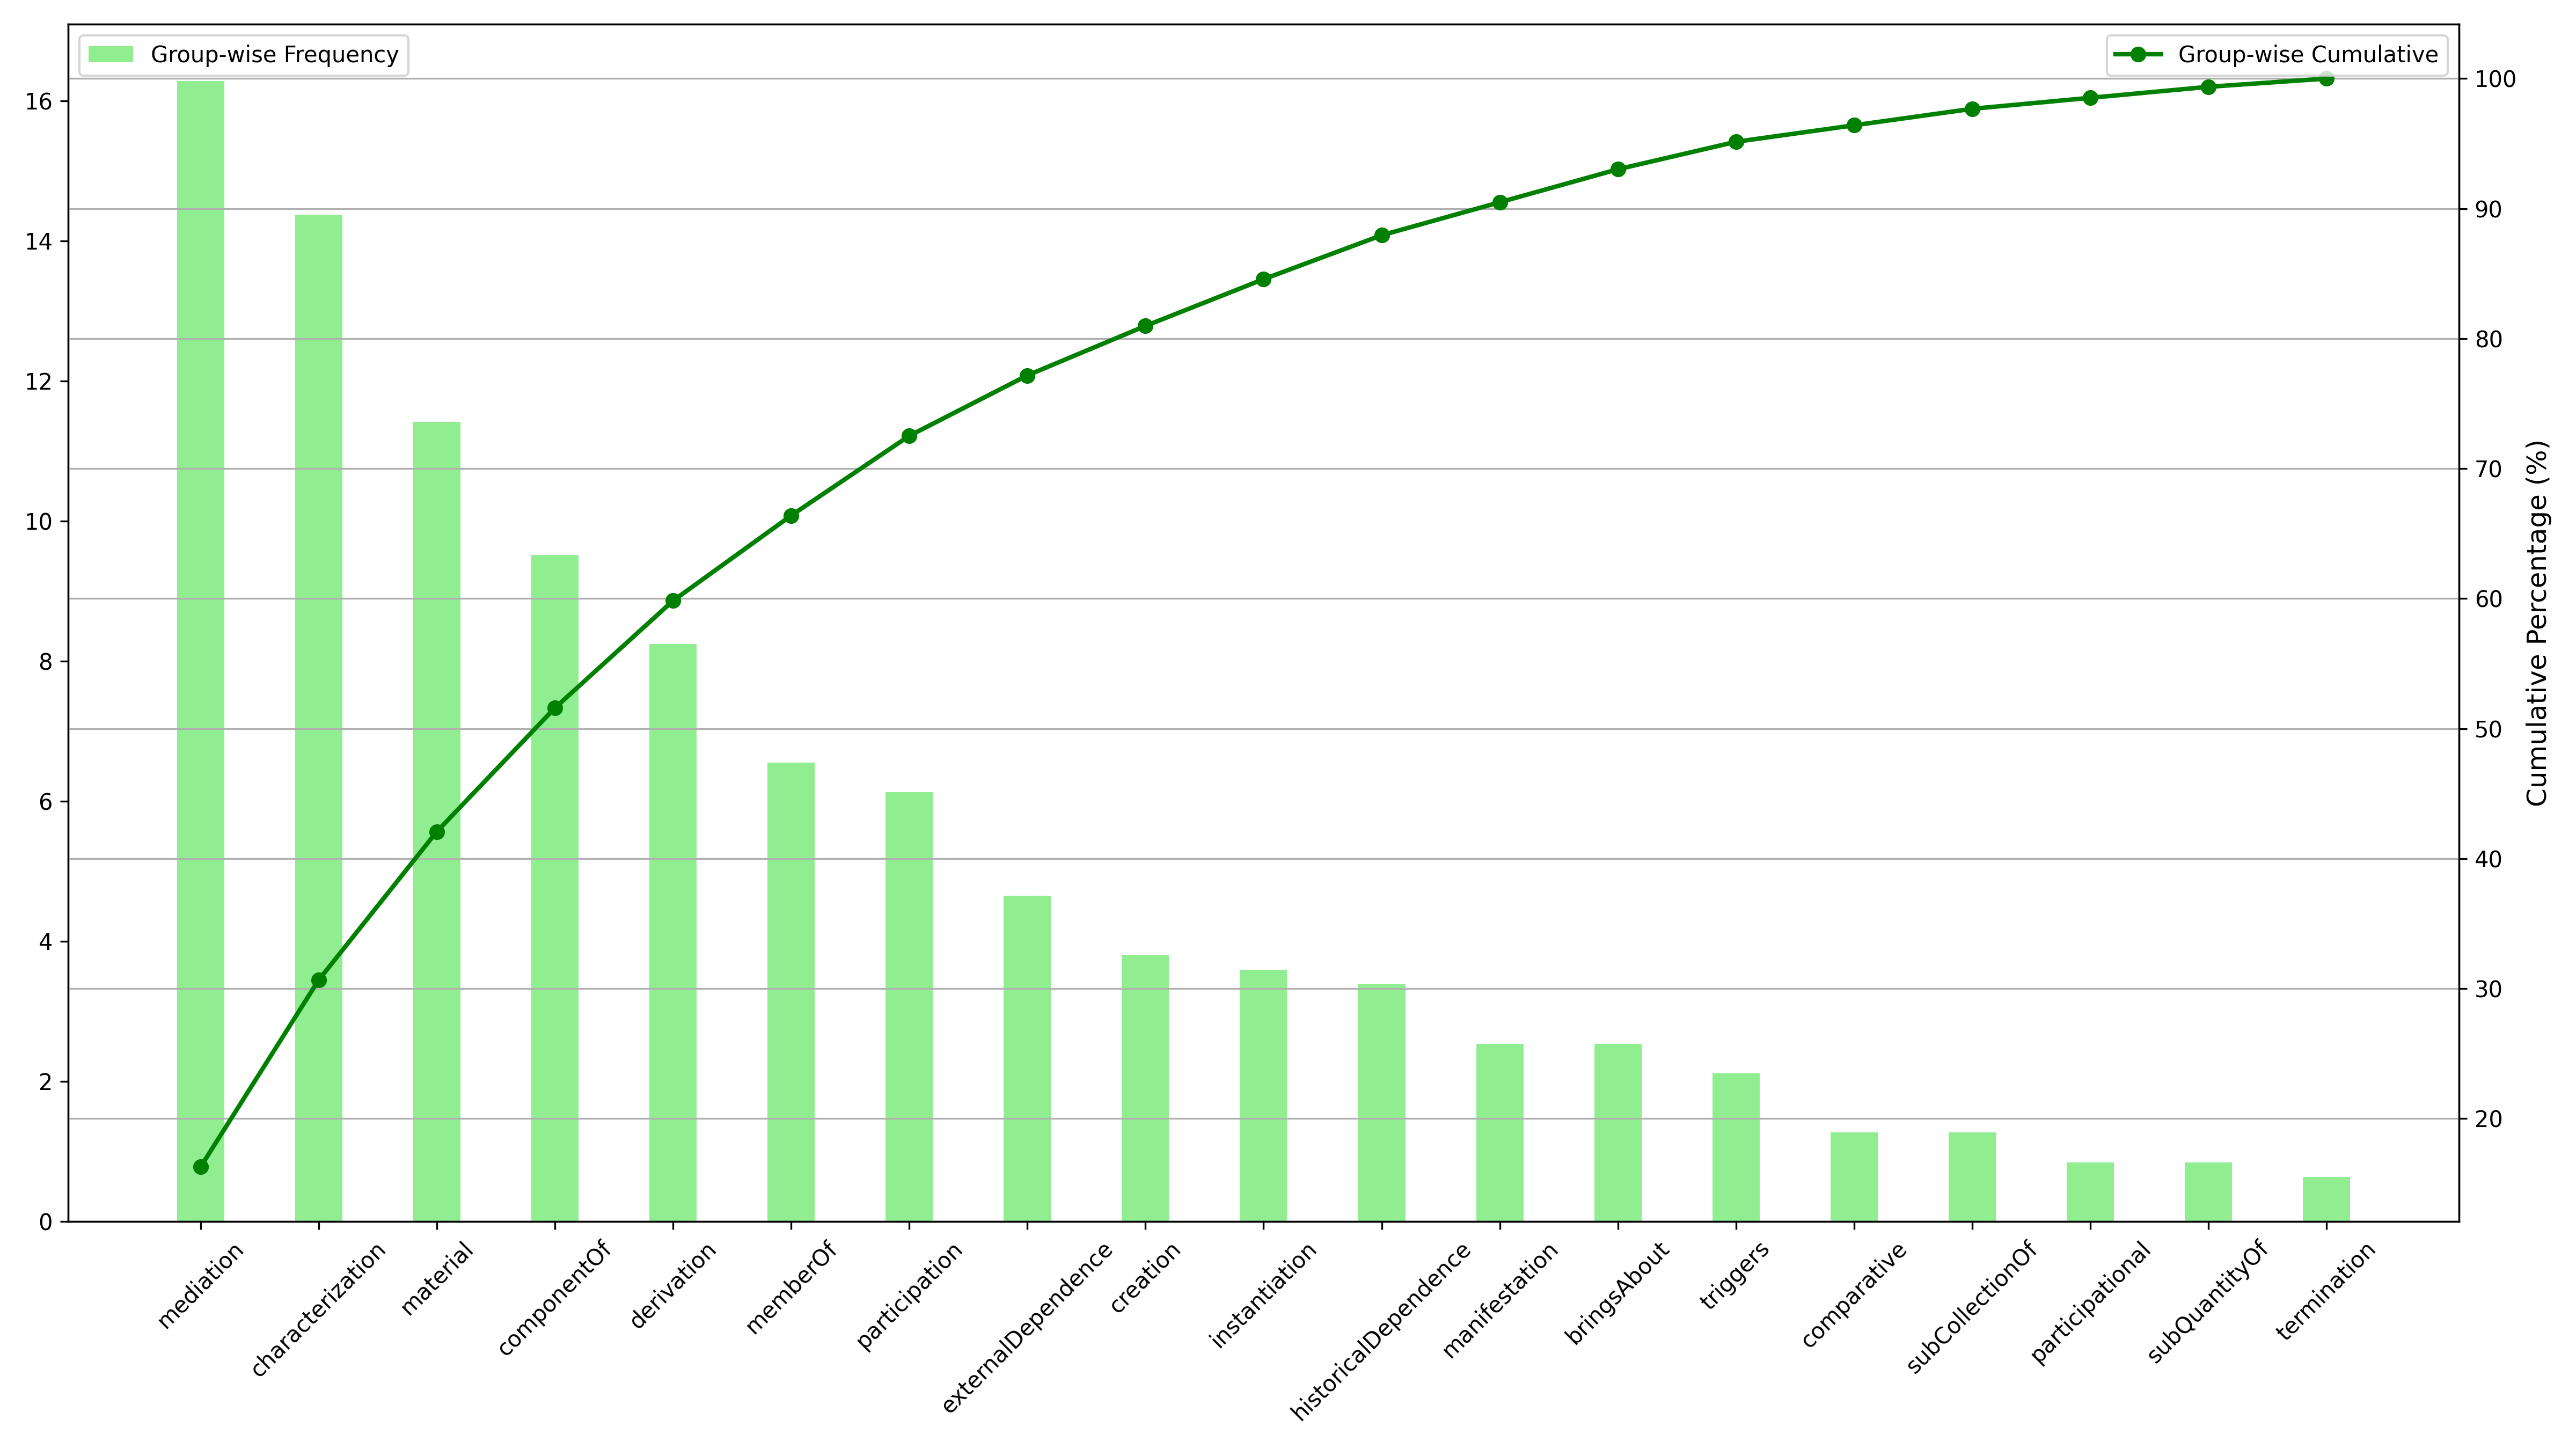 Group-wise Frequency
Group-wise Cumulative
16
14
12
10
8
6
4
2
0
100
90
80
70
60
50
40
30
20
Cumulative Percentage (%)
mediation
characterization
material
componentOf
derivation
memberOf
participation
externalDependence
creation
instantiation
historicalDependence
manifestation
bringsAbout
triggers
comparative
subCollectionOf
participational
subQuantityOf
termination